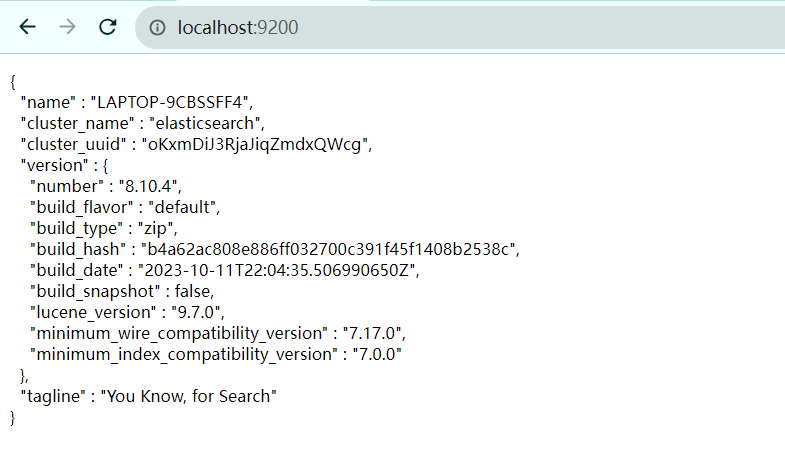 localhost:9200
{
"name" : "LAPTOP-9CBSSFF4",
"cluster_name" : "elasticsearch",
"cluster_uuid" : "oKxmDiJ3RjaJiqZmdxQWcg",
"version" : {
"number" : "8.10.4",
"build_flavor" : "default",
"build_type" : "zip",
"build_hash" : "b4a62ac808e886ff032700c391f45f1408b2538c",
"build_date" : "2023-10-11T22:04:35.506990650Z",
"build_snapshot" : false,
"lucene_version" : "9.7.0",
"minimum_wire_compatibility_version" : "7.17.0",
"minimum_index_compatibility_version" : "7.0.0"
},
"tagline" : "You Know, for Search"
}